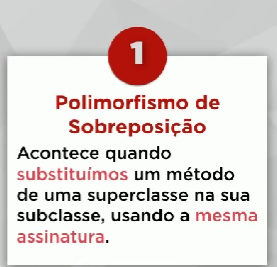 1
Polimorfismo de
Sobreposição
Acontece quando
substituímos um método
de uma superclasse na sua
subclasse, usando a mesma
assinatura.